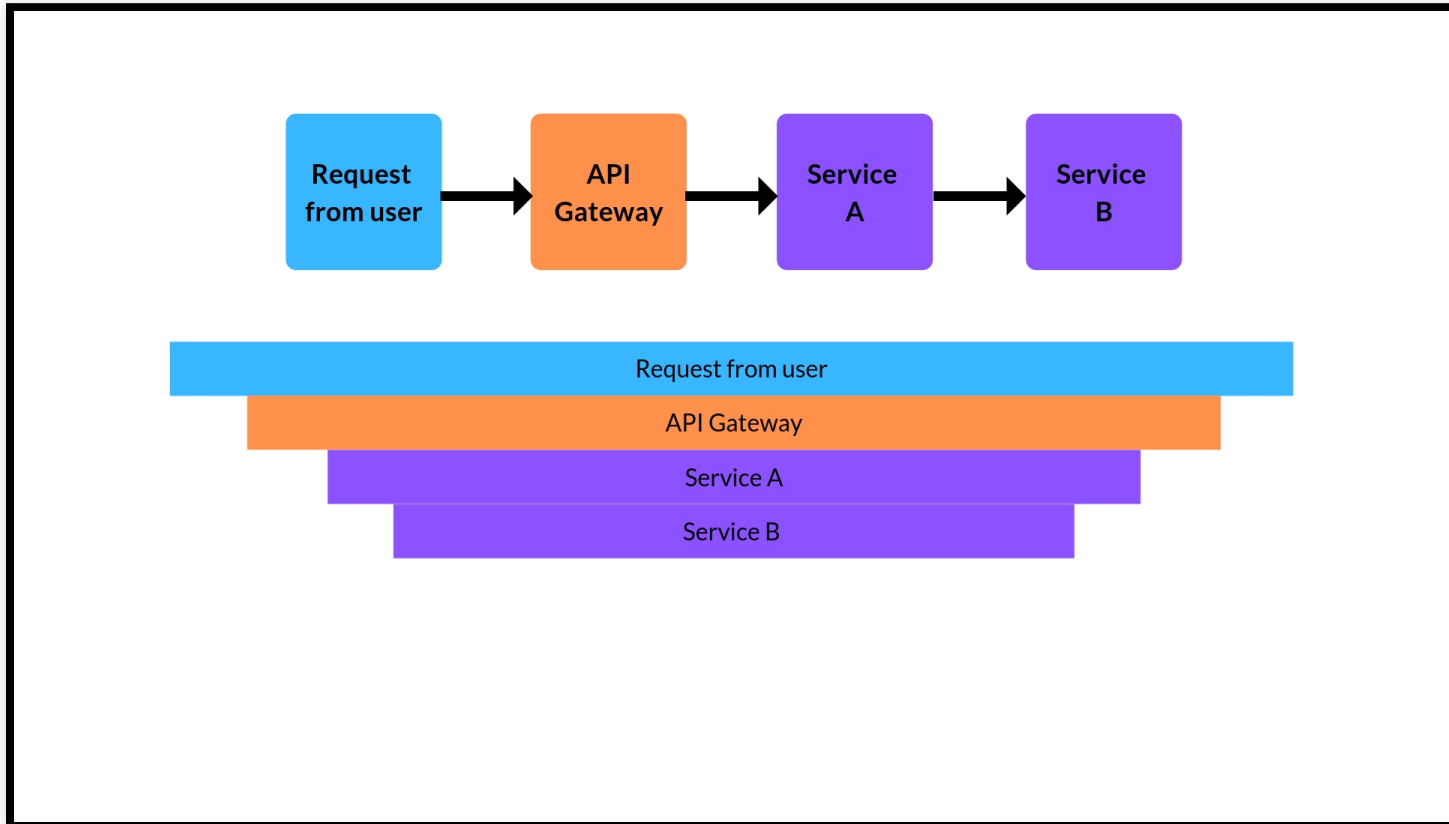 Request
from user
API
Gateway
Service
A
Service
B
Request from user
API Gateway
Service A
Service B